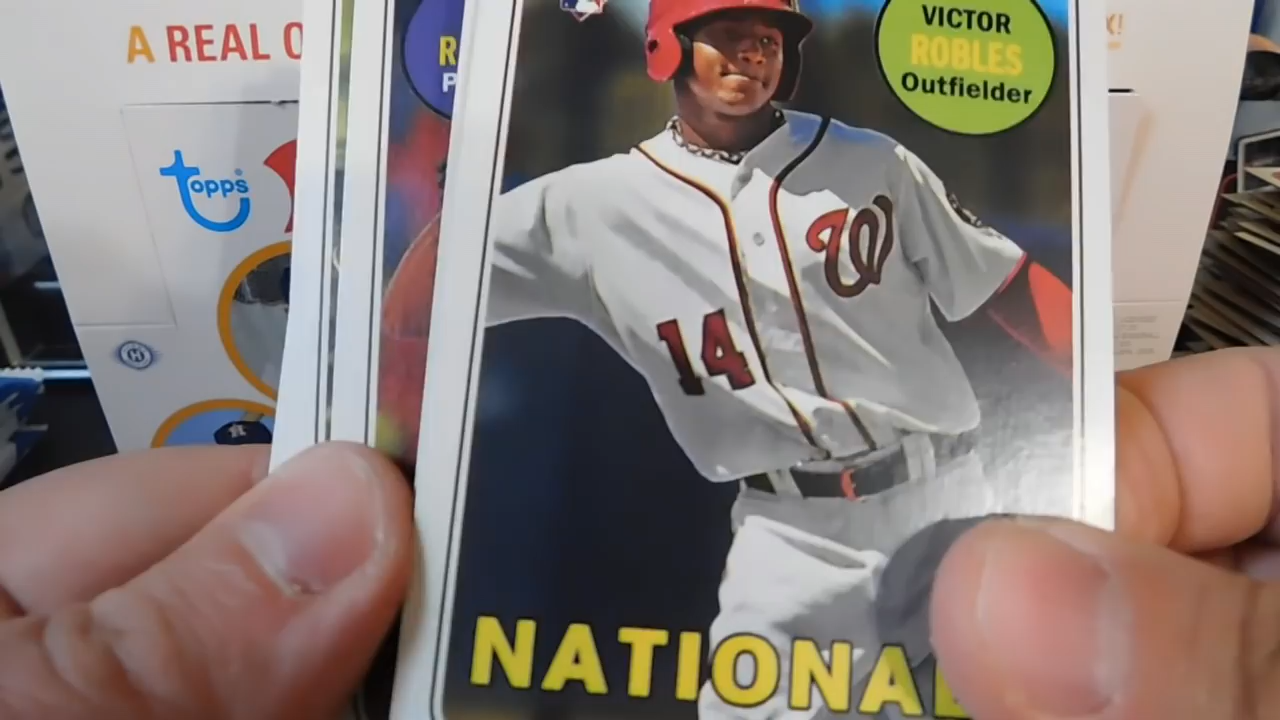 A REAL O
X!
topps
R
P
VICTOR
ROBLES
Outfielder
W
14
H
NATIONAL